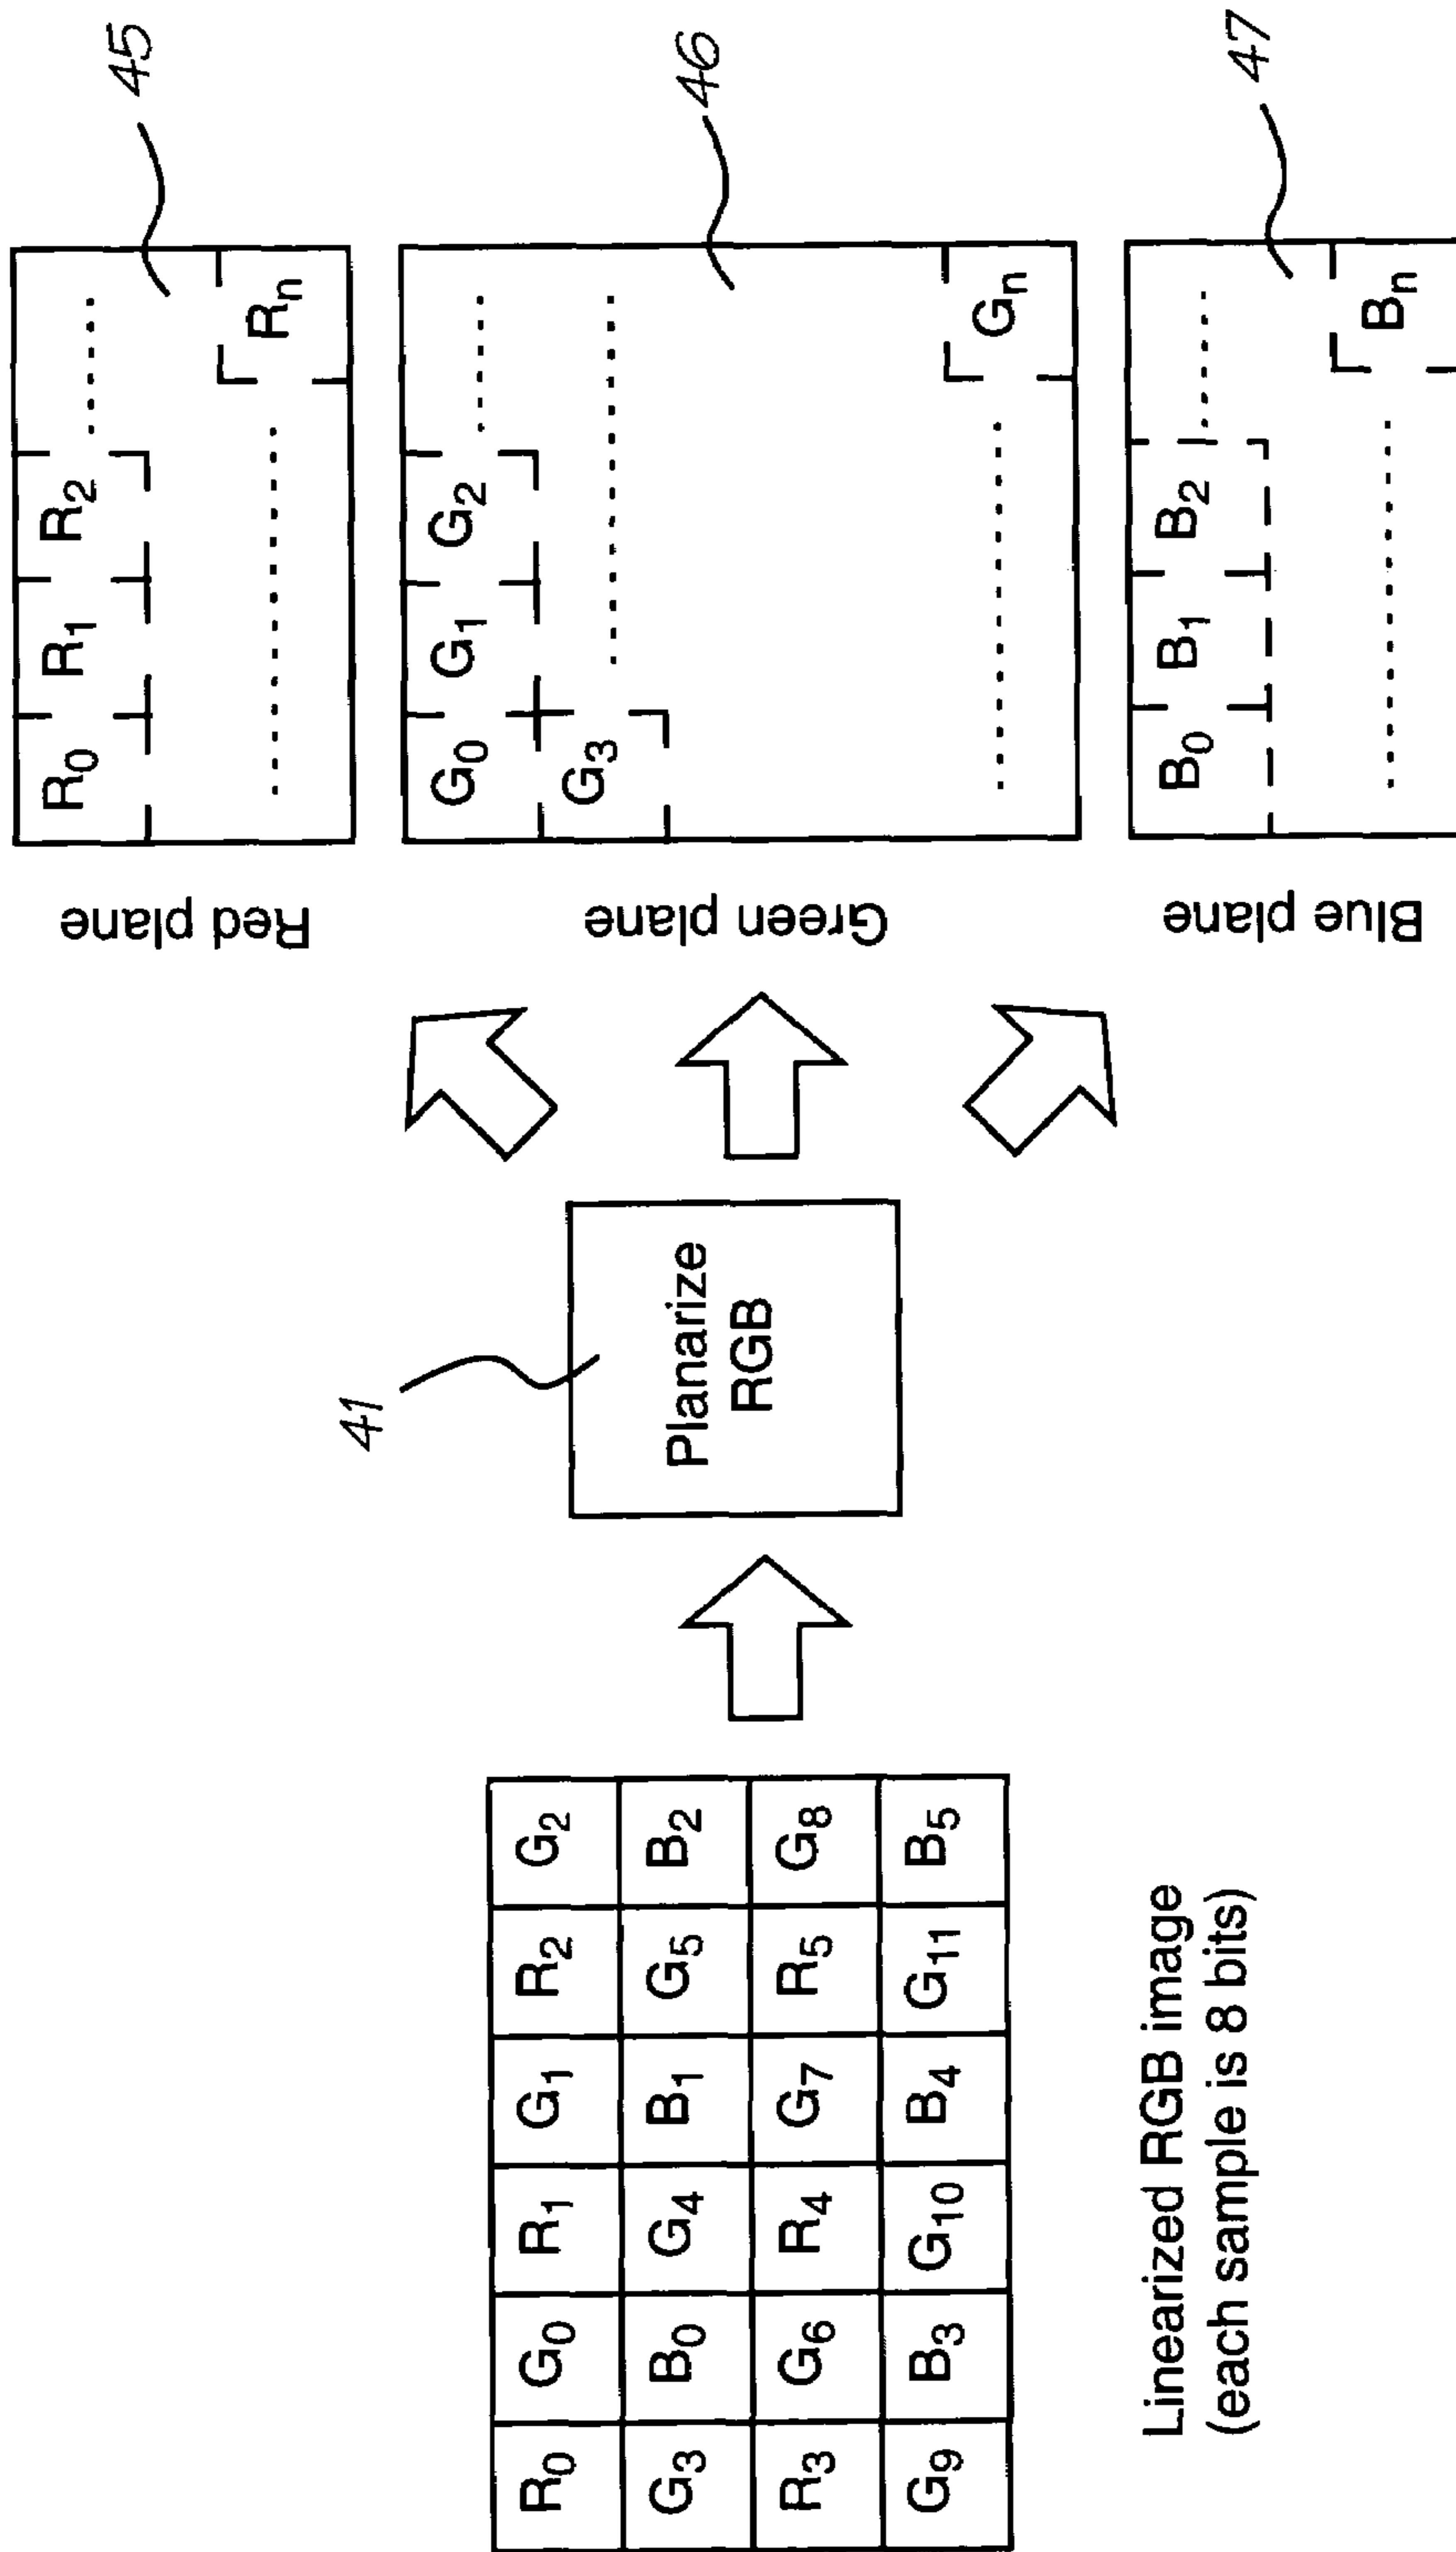 R0 G0 R1 G1 R2 G2
G3 B0 G4 B1 G5 B2
R3 G6 R4 G7 R5 G8
G9 B3 G10 B4 G11 B5
Linearized RGB image
(each sample is 8 bits)
41
Planarize
RGB
Red plane
R0 R1 R2
Rn
45
Green plane
G0 G1 G2
G3
Gn
46
Blue plane
B0 B1 B2
Bn
47